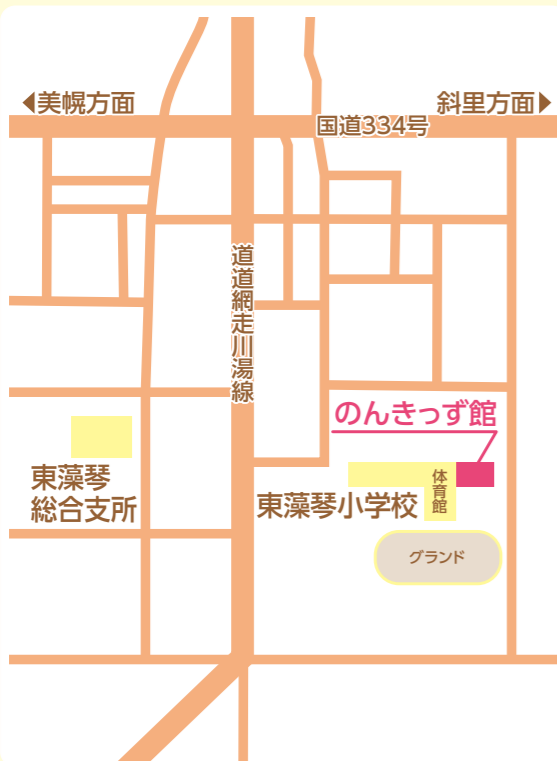 ◀美幌方面
斜里方面▶
国道334号
道道網走川湯線
のんきっず館
東藻琴
総合支所
体育館
東藻琴小学校
グランド